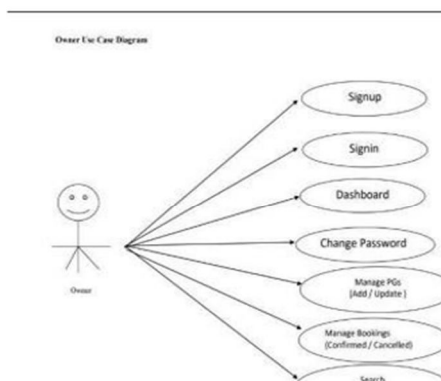 Owner Use Case Diagram
Signup
Signin
Dashboard
Change Password
Manage PGs
(Add / Update )
Owner
Manage Bookings
(Confirmed / Cancelled)
Search